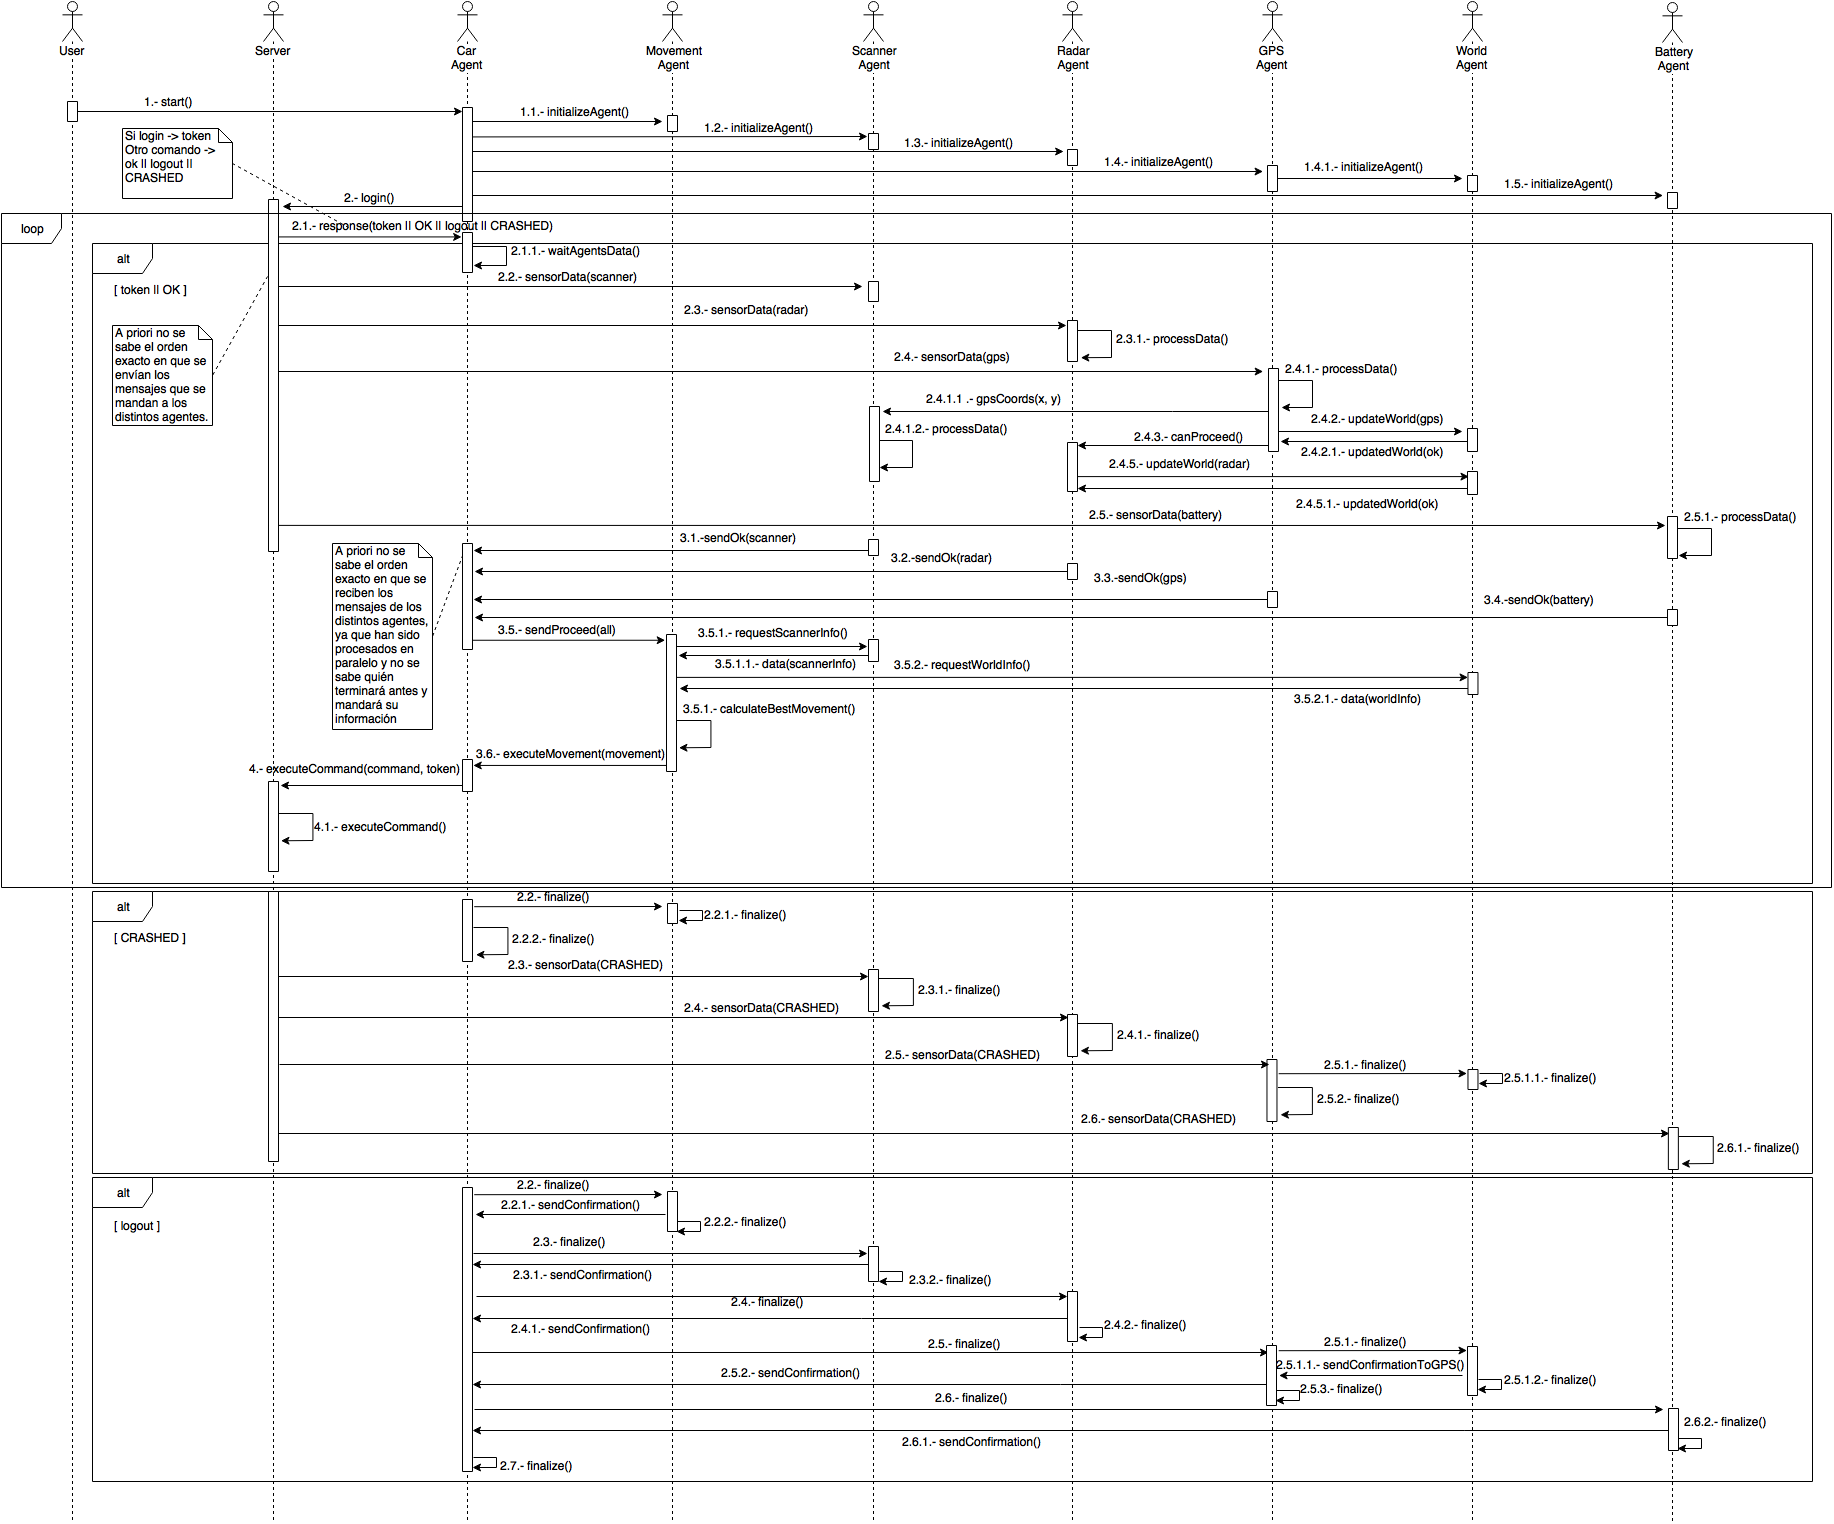 User
Server
Car
Agent
Movement
Agent
Scanner
Agent
Radar
Agent
GPS
Agent
World
Agent
Battery
Agent
1.- start()
1.1.- initializeAgent()
1.2.- initializeAgent()
1.3.- initializeAgent()
1.4.- initializeAgent()
1.4.1.- initializeAgent()
1.5.- initializeAgent()
Si login -> token
Otro comando ->
ok || logout ||
CRASHED
2.- login()
loop
2.1.- response(token || OK || logout || CRASHED)
alt
2.1.1.- waitAgentsData()
[ token || OK ]
2.2.- sensorData(scanner)
2.3.- sensorData(radar)
A priori no se
sabe el orden
exacto en que se
envían los
mensajes que se
mandan a los
distintos agentes.
2.3.1.- processData()
2.4.- sensorData(gps)
2.4.1.- processData()
2.4.1.1 .- gpsCoords(x, y)
2.4.2.- updateWorld(gps)
2.4.1.2.- processData()
2.4.3.- canProceed()
2.4.2.1.- updatedWorld(ok)
2.4.5.- updateWorld(radar)
2.4.5.1.- updatedWorld(ok)
2.5.- sensorData(battery)
2.5.1.- processData()
3.1.-sendOk(scanner)
A priori no se
sabe el orden
exacto en que se
reciben los
mensajes de los
distintos agentes,
ya que han sido
procesados en
paralelo y no se
sabe quién
terminará antes y
mandará su
información
3.2.-sendOk(radar)
3.3.-sendOk(gps)
3.4.-sendOk(battery)
3.5.- sendProceed(all)
3.5.1.- requestScannerInfo()
3.5.1.1.- data(scannerInfo)
3.5.2.- requestWorldInfo()
3.5.2.1.- data(worldInfo)
3.5.1.- calculateBestMovement()
3.6.- executeMovement(movement)
4.- executeCommand(command, token)
4.1.- executeCommand()
alt
[ CRASHED ]
2.2.- finalize()
2.2.1.- finalize()
2.2.2.- finalize()
2.3.- sensorData(CRASHED)
2.3.1.- finalize()
2.4.- sensorData(CRASHED)
2.4.1.- finalize()
2.5.- sensorData(CRASHED)
2.5.1.- finalize()
2.5.1.1.- finalize()
2.5.2.- finalize()
2.6.- sensorData(CRASHED)
2.6.1.- finalize()
alt
[ logout ]
2.2.- finalize()
2.2.1.- sendConfirmation()
2.2.2.- finalize()
2.3.- finalize()
2.3.1.- sendConfirmation()
2.3.2.- finalize()
2.4.- finalize()
2.4.1.- sendConfirmation()
2.4.2.- finalize()
2.5.- finalize()
2.5.1.- finalize()
2.5.1.1.- sendConfirmationToGPS()
2.5.2.- sendConfirmation()
2.5.1.2.- finalize()
2.5.3.- finalize()
2.6.- finalize()
2.6.2.- finalize()
2.6.1.- sendConfirmation()
2.7.- finalize()